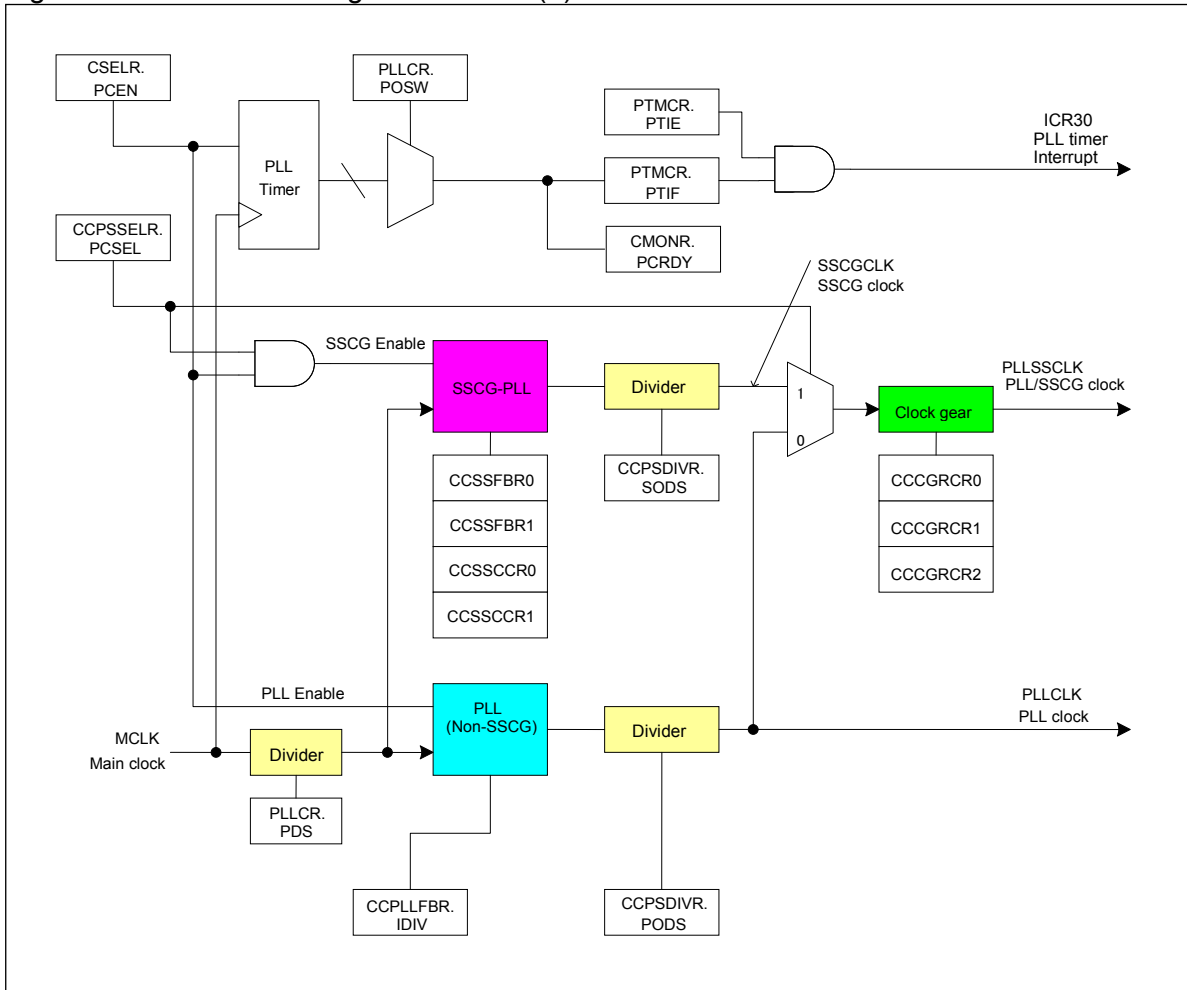 CSELR.
PCEN
PLLCR.
POSW
PTMCR.
PTIE
ICR30
PLL timer
Interrupt
PLL
Timer
PTMCR.
PTIF
CCPSSELR.
PCSEL
CMONR.
PCRDY
SSCGCLK
SSCG clock
SSCG Enable
SSCG-PLL
Divider
1
0
Clock gear
PLLSSCLK
PLL/SSCG clock
CCSSFBR0
CCSSFBR1
CCSSCCR0
CCSSCCR1
CCPSDIVR.
SODS
CCCGRCR0
CCCGRCR1
CCCGRCR2
PLL Enable
PLL
(Non-SSCG)
Divider
PLLCLK
PLL clock
MCLK
Main clock
Divider
PLLCR.
PDS
CCPLLFBR.
IDIV
CCPSDIVR.
PODS